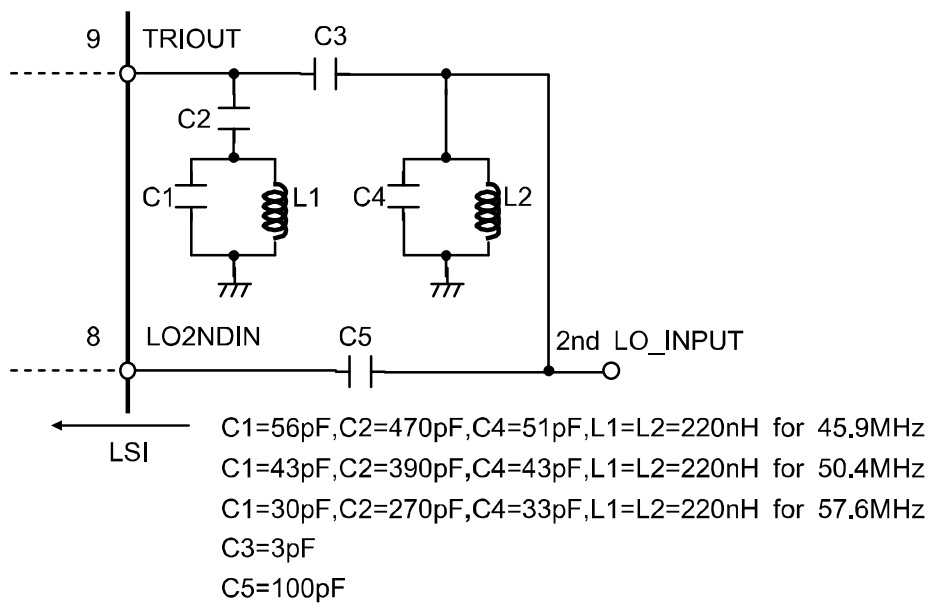 9 TRIOUT C3
C2
C1 L1 C4 L2
8 LO2NDIN C5 2nd LO_INPUT
LSI
C1=56pF,C2=470pF,C4=51pF,L1=L2=220nH for 45.9MHz
C1=43pF,C2=390pF,C4=43pF,L1=L2=220nH for 50.4MHz
C1=30pF,C2=270pF,C4=33pF,L1=L2=220nH for 57.6MHz
C3=3pF
C5=100pF